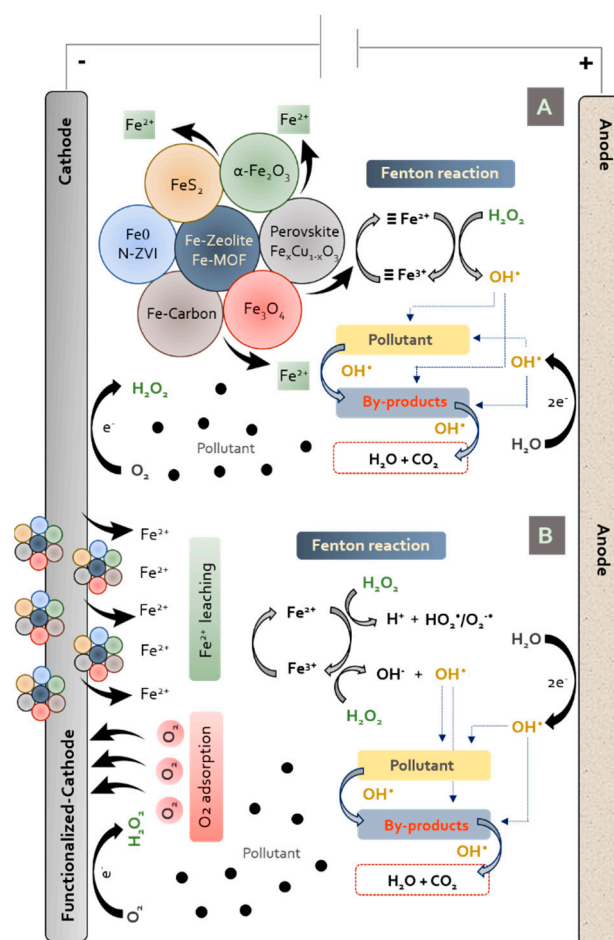 -
+
A
Cathode
Anode
Fe²⁺
Fe²⁺
FeS₂
α-Fe₂O₃
Fe0
N-ZVI
Fe-Zeolite
Fe-MOF
Perovskite
FeₓCu₁₋ₓO₃
Fe-Carbon
Fe₃O₄
Fe²⁺
Fenton reaction
≡ Fe²⁺
H₂O₂
≡ Fe³⁺
OH•
Pollutant
OH•
OH•
By-products
2e⁻
OH•
H₂O
H₂O + CO₂
H₂O₂
e⁻
O₂
Pollutant
B
Anode
Functionalized-Cathode
Fe²⁺
Fe²⁺
Fe²⁺
Fe²⁺
Fe²⁺
Fe²⁺ leaching
Fenton reaction
H₂O₂
Fe²⁺
H⁺ + HO₂•/O₂⁻•
Fe³⁺
OH⁻ + OH•
H₂O₂
H₂O
2e⁻
OH•
O₂
O₂
O₂
O2 adsorption
Pollutant
OH•
By-products
OH•
H₂O + CO₂
H₂O₂
e⁻
O₂
Pollutant